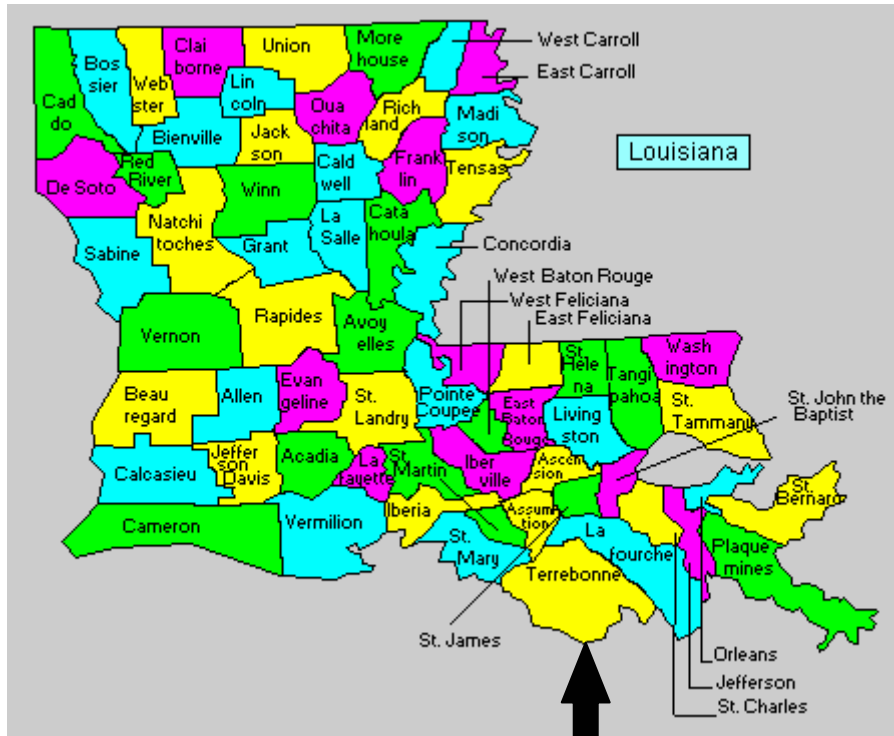 Clai
borne
Union
More
house
West Carroll
East Carroll
Bos
sier
Web
ster
Lin
coln
Cad
do
Bienville
Jack
son
Oua
chita
Rich
land
Madi
son
Louisiana
Red
River
De Soto
Winn
Cald
well
Frank
lin
Tensas
Natchi
toches
Sabine
Grant
La
Salle
Cata
houla
Concordia
West Baton Rouge
West Feliciana
East Feliciana
Vernon
Rapides
Avoy
elles
St.
Hele
na
Tangi
pahoa
Wash
ington
Beau
regard
Allen
Evan
geline
St.
Landry
Pointe
Coupee
East
Baton
Rouge
Living
ston
St.
Tammany
St. John the
Baptist
Calcasieu
Jeffer
son
Davis
Acadia
La
fayette
St.
Martin
Iber
ville
Ascen
sion
St.
Bernard
Cameron
Vermilion
Iberia
St.
Mary
Assump
tion
La
fourche
Plaque
mines
Terrebonne
St. James
Orleans
Jefferson
St. Charles